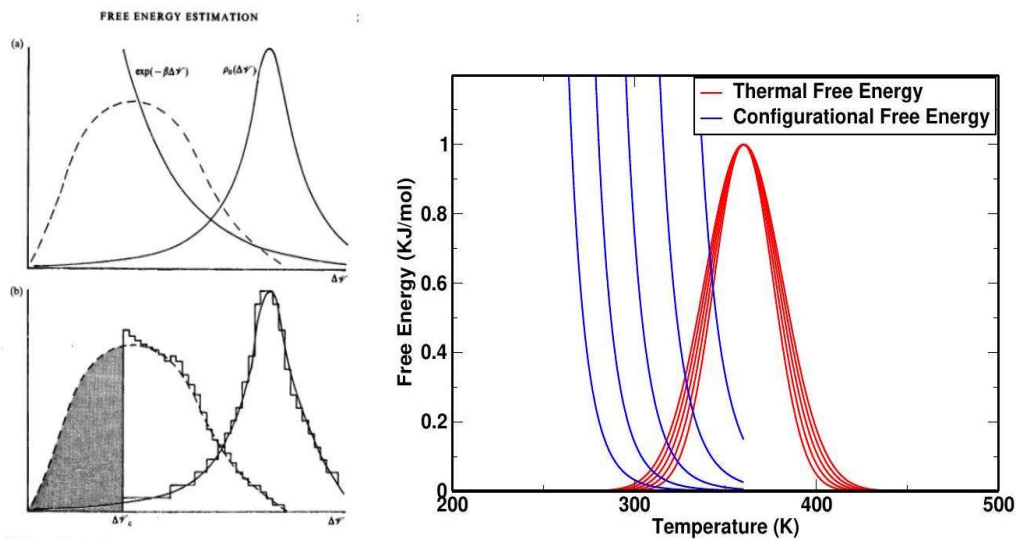 FREE ENERGY ESTIMATION
(a)
exp(−βΔ𝒱)
ρ₀(Δ𝒱)
Δ𝒱
(b)
Δ𝒱c
Δ𝒱
Thermal Free Energy
Configurational Free Energy
Free Energy (KJ/mol)
1
0.8
0.6
0.4
0.2
0
200
300
400
500
Temperature (K)